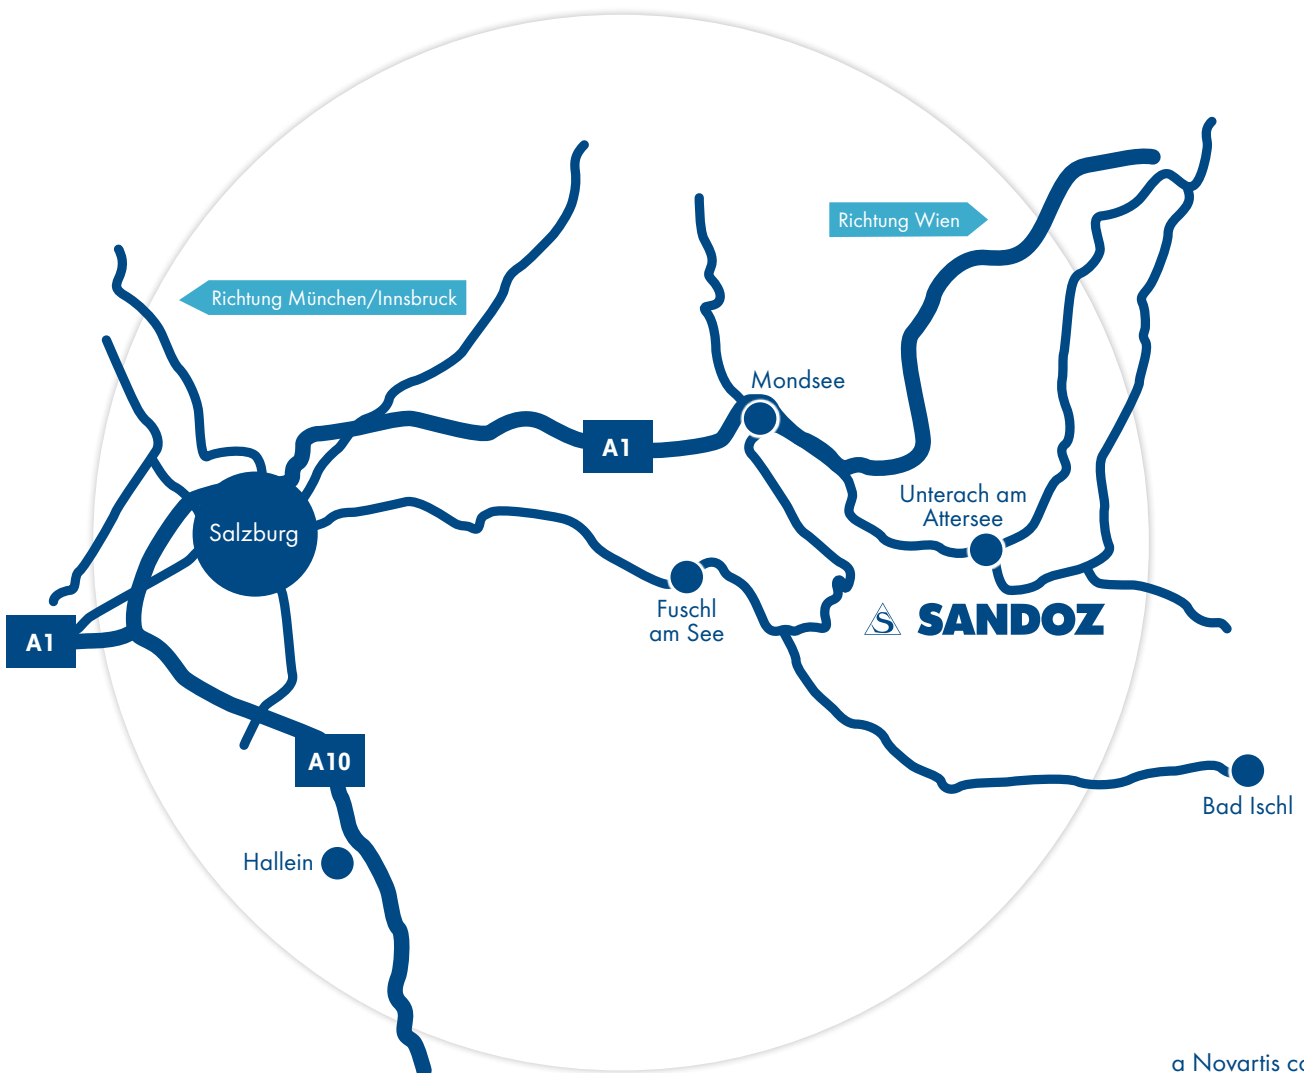 Richtung Wien
Richtung München/Innsbruck
Mondsee
A1
Unterach am
Attersee
Salzburg
Fuschl
am See
S SANDOZ
A1
A10
Bad Ischl
Hallein
a Novartis